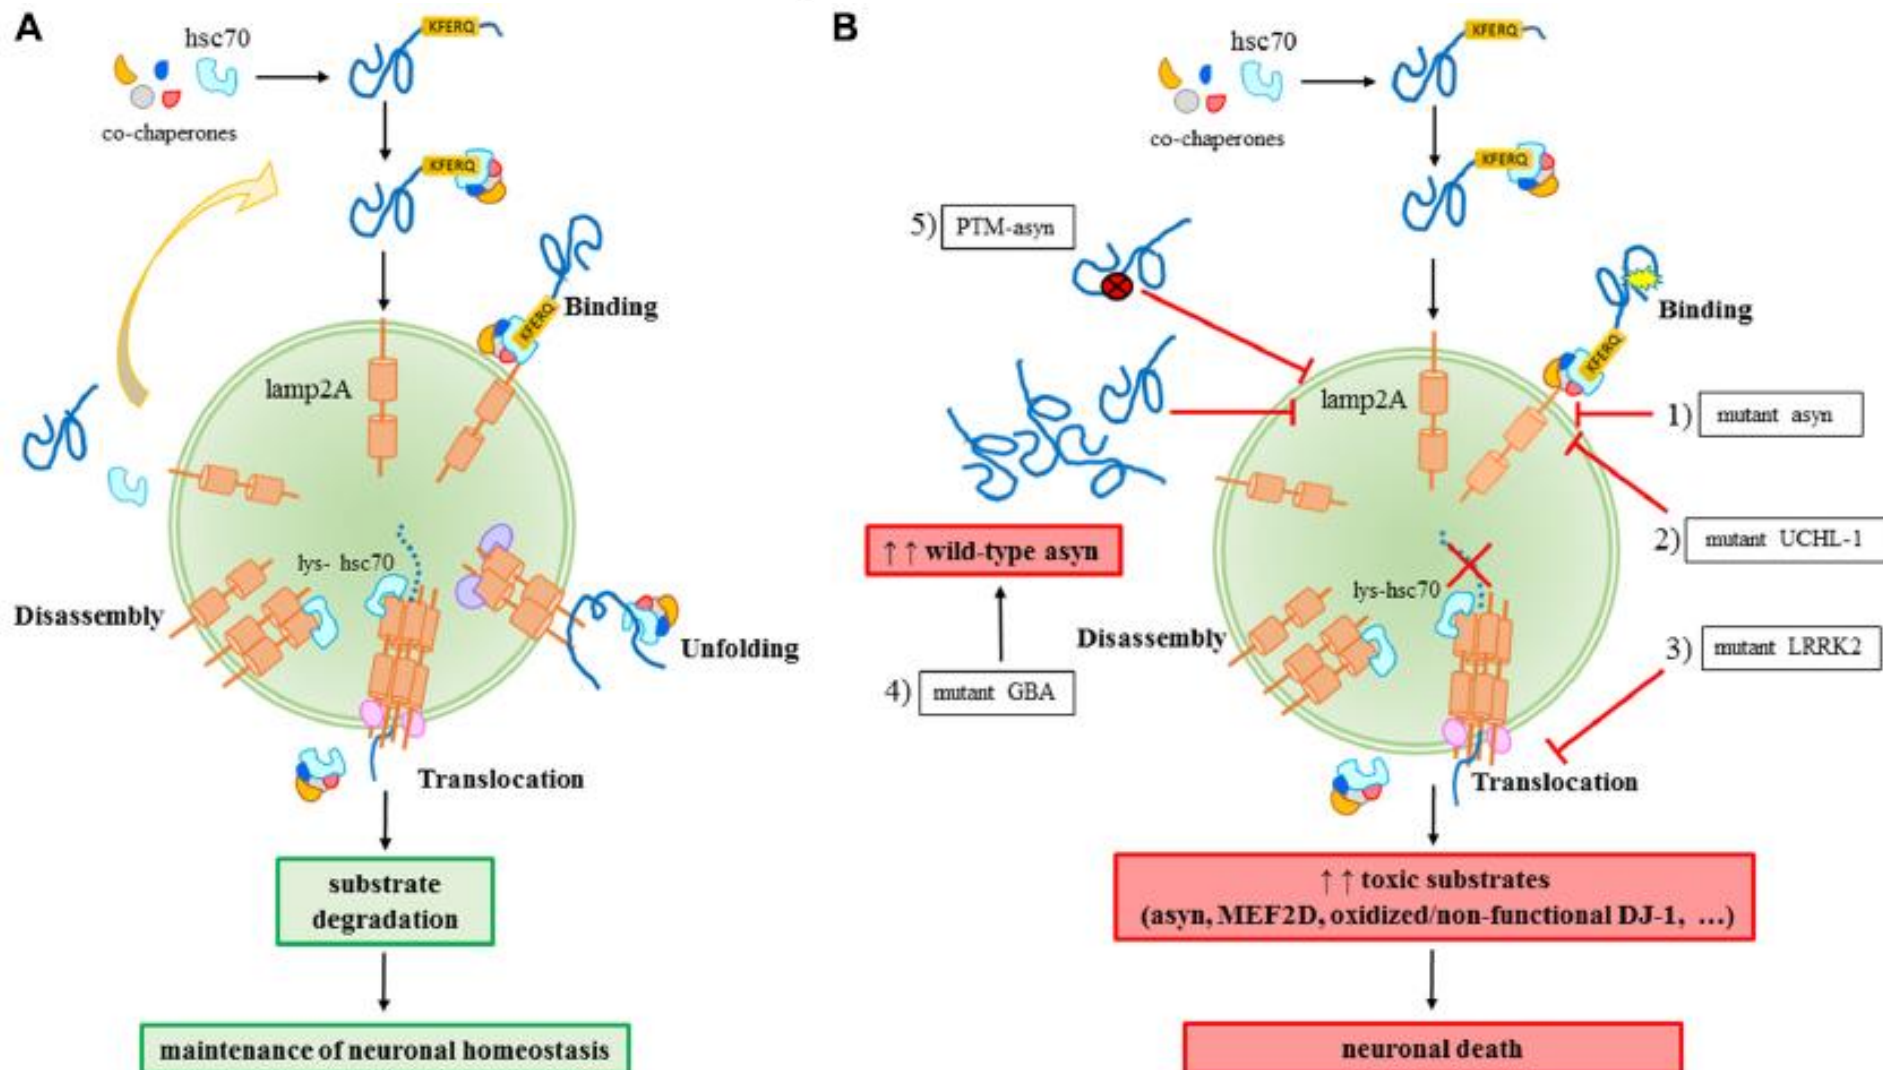 A
hsc70
co-chaperones
KFERQ
KFERQ
KFERQ
Binding
lamp2A
lys- hsc70
Disassembly
Unfolding
Translocation
substrate
degradation
maintenance of neuronal homeostasis
B
hsc70
co-chaperones
KFERQ
KFERQ
5) PTM-asyn
KFERQ
Binding
lamp2A
1) mutant asyn
↑ ↑ wild-type asyn
2) mutant UCHL-1
lys-hsc70
Disassembly
3) mutant LRRK2
4) mutant GBA
Translocation
↑ ↑ toxic substrates
(asyn, MEF2D, oxidized/non-functional DJ-1, ...)
neuronal death